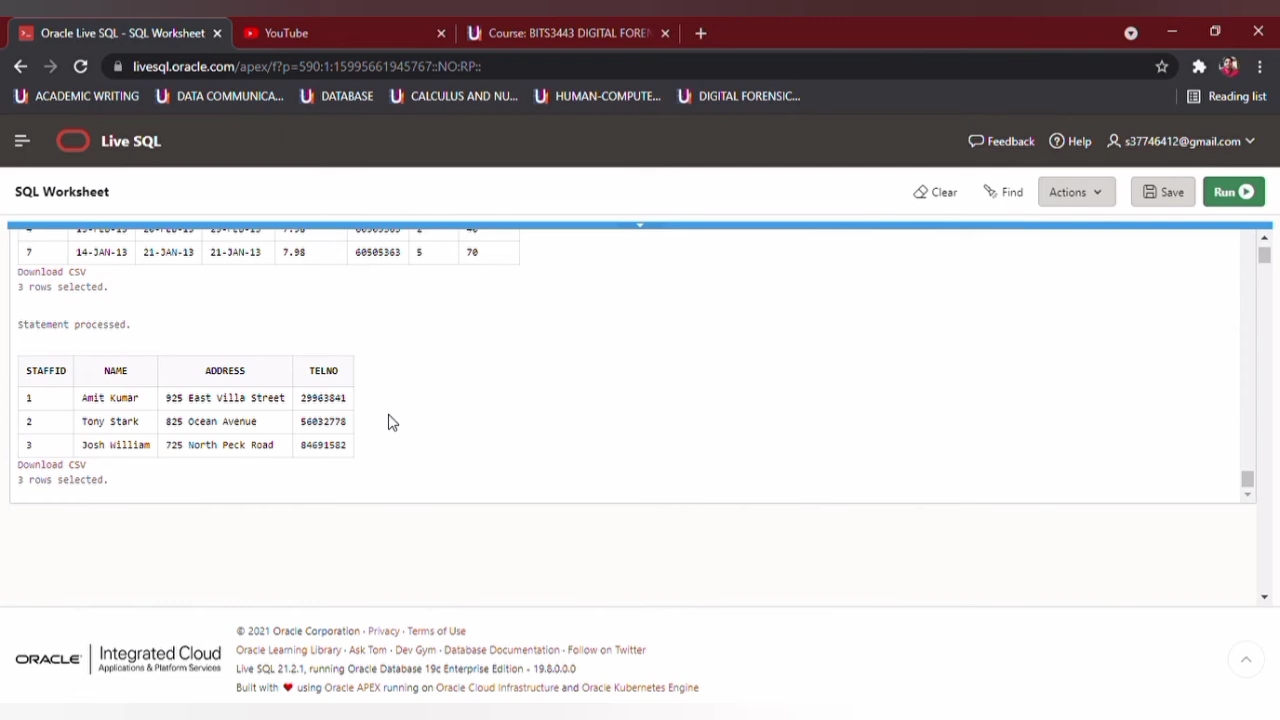 Oracle Live SQL - SQL Worksheet
YouTube
Course: BITS3443 DIGITAL FOREN
livesql.oracle.com/apex/f?p=590:1:15995661945767::NO:RP::
ACADEMIC WRITING
DATA COMMUNICA...
DATABASE
CALCULUS AND NU...
HUMAN-COMPUTE...
DIGITAL FORENSIC...
Reading list
Live SQL
Feedback
Help
s37746412@gmail.com
SQL Worksheet
Clear
Find
Actions
Save
Run
7 14-JAN-13 21-JAN-13 21-JAN-13 7.98 60505363 5 70
Download CSV
3 rows selected.
Statement processed.
STAFFID NAME ADDRESS TELNO
1 Amit Kumar 925 East Villa Street 29963841
2 Tony Stark 825 Ocean Avenue 56032778
3 Josh William 725 North Peck Road 84691582
Download CSV
3 rows selected.
ORACLE Integrated Cloud
Applications & Platform Services
© 2021 Oracle Corporation · Privacy · Terms of Use
Oracle Learning Library · Ask Tom · Dev Gym · Database Documentation · Follow on Twitter
Live SQL 21.2.1, running Oracle Database 19c Enterprise Edition - 19.8.0.0.0
Built with ❤ using Oracle APEX running on Oracle Cloud Infrastructure and Oracle Kubernetes Engine